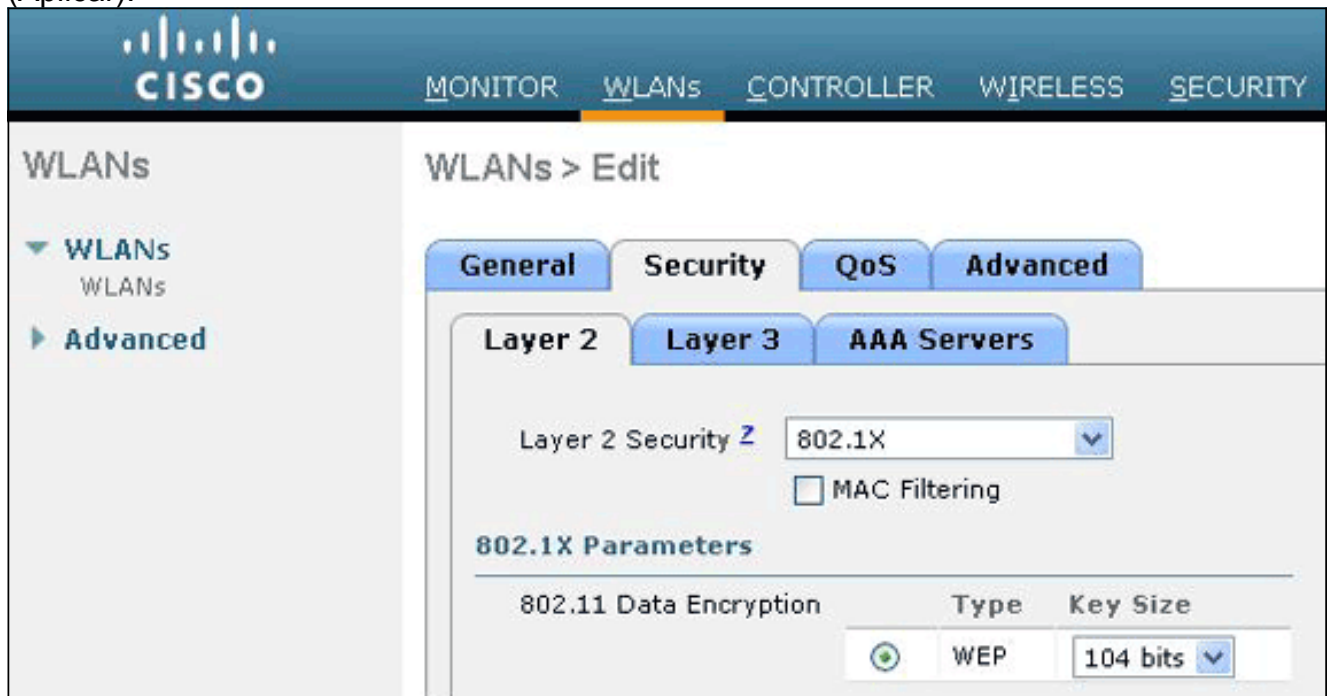 (Aplicar).
CISCO
MONITOR WLANs CONTROLLER WIRELESS SECURITY
WLANs
WLANs
WLANs
Advanced
WLANs > Edit
General Security QoS Advanced
Layer 2 Layer 3 AAA Servers
Layer 2 Security 802.1X
MAC Filtering
802.1X Parameters
802.11 Data Encryption Type Key Size
WEP 104 bits